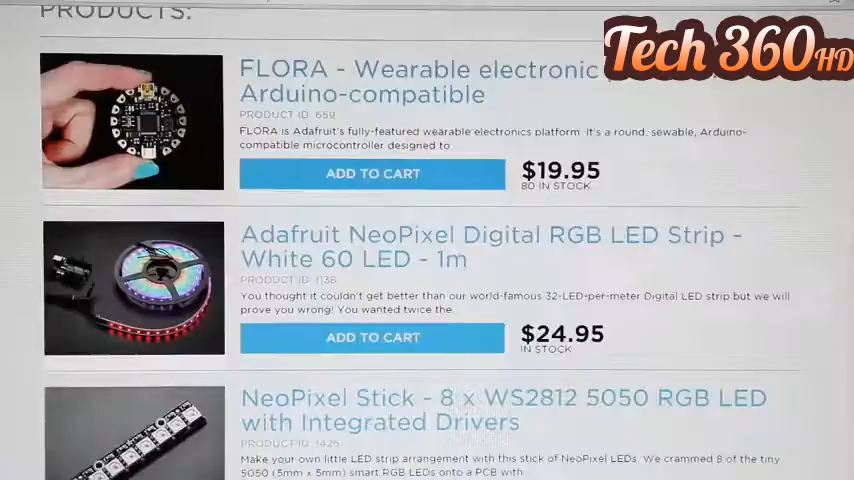 PRODUCTS:
Tech 360HD
FLORA - Wearable electronic
Arduino-compatible
PRODUCT ID: 659
FLORA is Adafruit's fully-featured wearable electronics platform. It's a round, sewable, Arduino-
compatible microcontroller designed to
ADD TO CART
$19.95
80 IN STOCK
Adafruit NeoPixel Digital RGB LED Strip -
White 60 LED - 1m
PRODUCT ID: 1138
You thought it couldn't get better than our world-famous 32-LED-per-meter Digital LED strip but we will
prove you wrong! You wanted twice the
ADD TO CART
$24.95
IN STOCK
NeoPixel Stick - 8 x WS2812 5050 RGB LED
with Integrated Drivers
PRODUCT ID: 1426
Make your own little LED strip arrangement with this stick of NeoPixel LEDs. We crammed 8 of the tiny
5050 (5mm x 5mm) smart RGB LEDs onto a PCB with